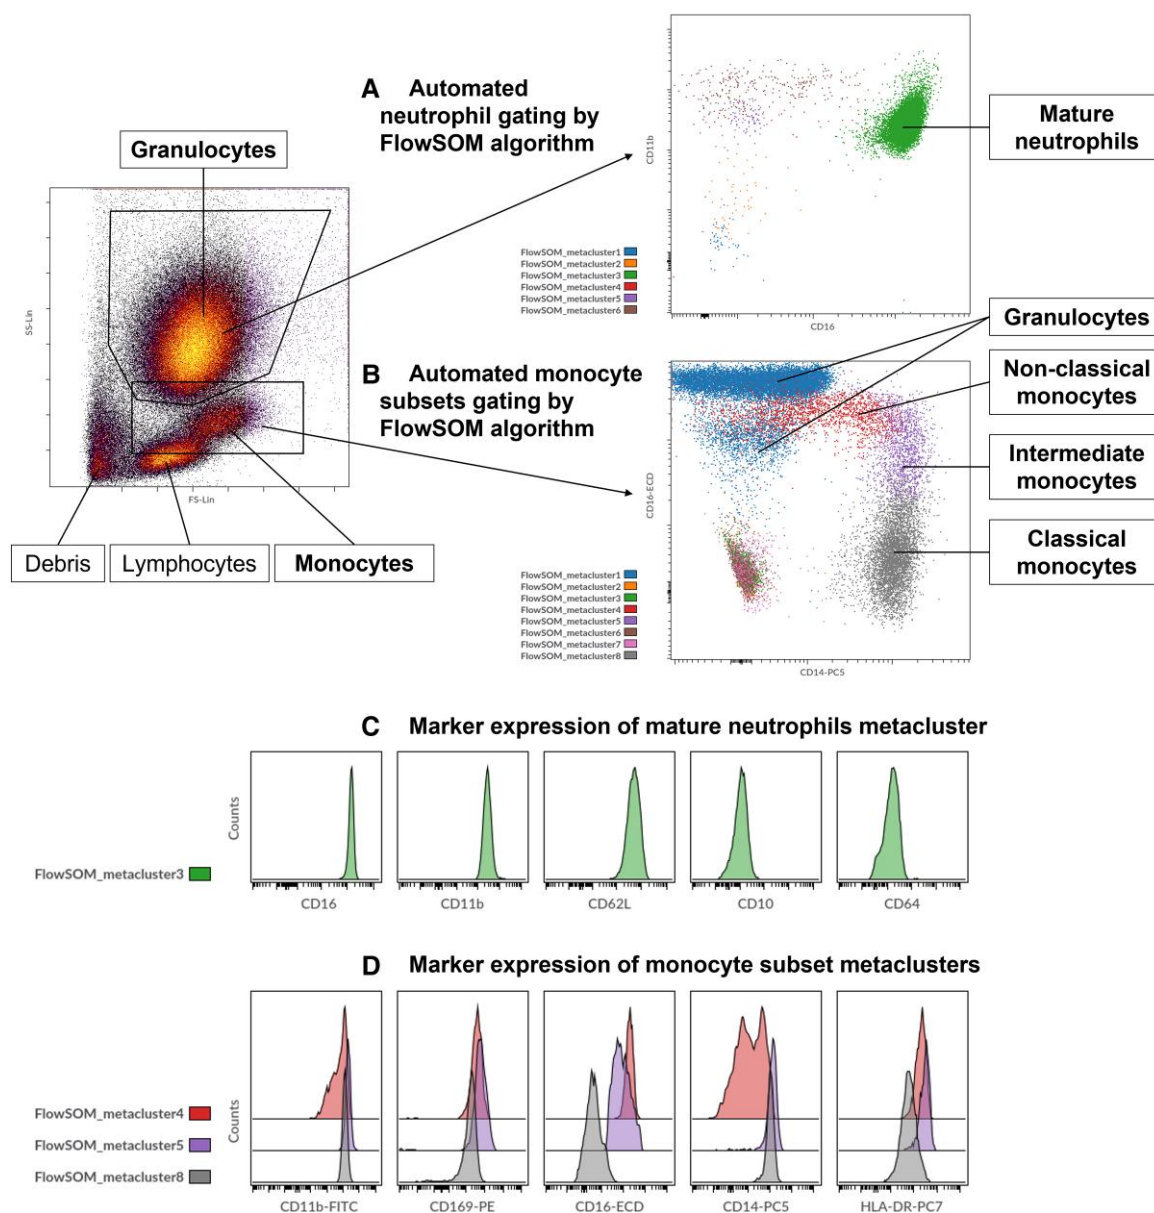 A Automated
neutrophil gating by
FlowSOM algorithm
Granulocytes
SS-Lin
FS-Lin
Debris
Lymphocytes
Monocytes
CD11b
CD16
FlowSOM_metacluster1
FlowSOM_metacluster2
FlowSOM_metacluster3
FlowSOM_metacluster4
FlowSOM_metacluster5
FlowSOM_metacluster6
Mature
neutrophils
B Automated monocyte
subsets gating by
FlowSOM algorithm
CD16-ECD
CD14-PC5
FlowSOM_metacluster1
FlowSOM_metacluster2
FlowSOM_metacluster3
FlowSOM_metacluster4
FlowSOM_metacluster5
FlowSOM_metacluster6
FlowSOM_metacluster7
FlowSOM_metacluster8
Granulocytes
Non-classical
monocytes
Intermediate
monocytes
Classical
monocytes
C Marker expression of mature neutrophils metacluster
Counts
FlowSOM_metacluster3
CD16
CD11b
CD62L
CD10
CD64
D Marker expression of monocyte subset metaclusters
Counts
FlowSOM_metacluster4
FlowSOM_metacluster5
FlowSOM_metacluster8
CD11b-FITC
CD169-PE
CD16-ECD
CD14-PC5
HLA-DR-PC7